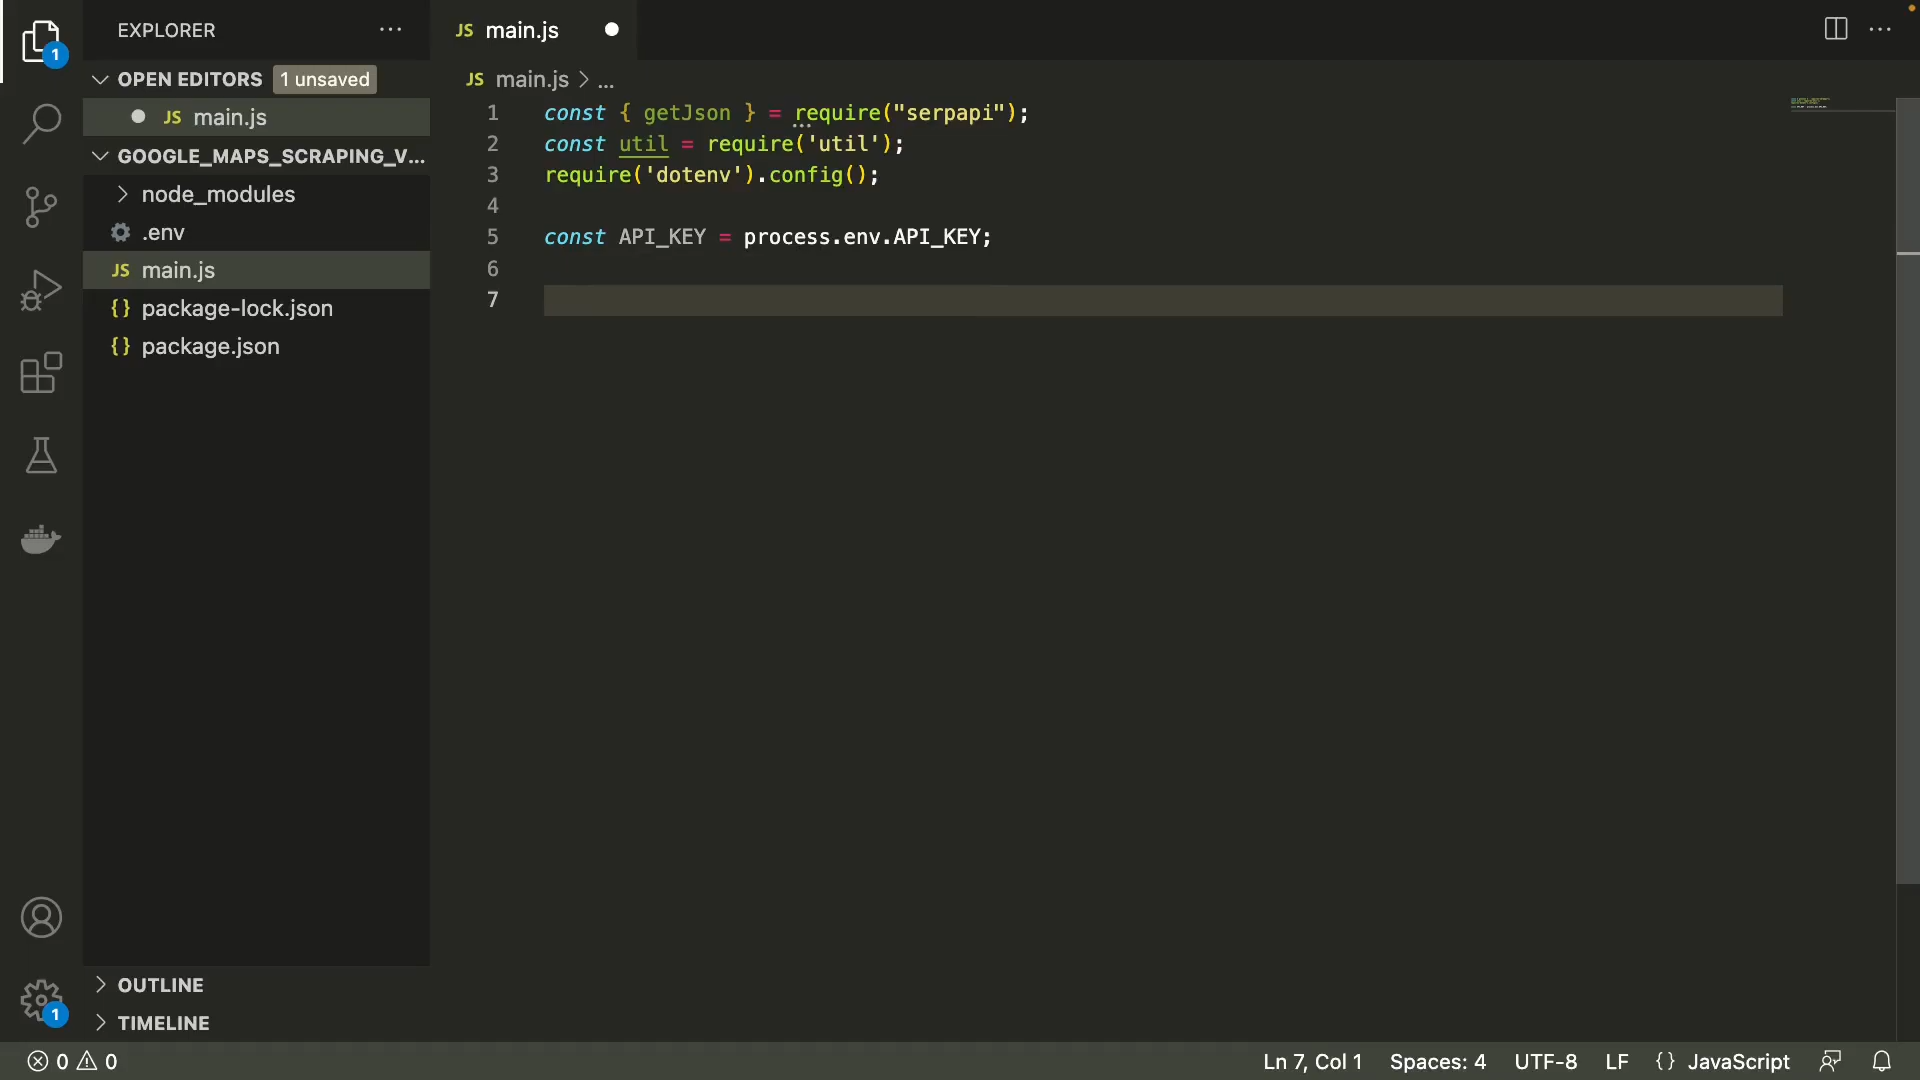 EXPLORER
1
OPEN EDITORS 1 unsaved
JS main.js
GOOGLE_MAPS_SCRAPING_V...
node_modules
.env
JS main.js
{} package-lock.json
{} package.json
OUTLINE
TIMELINE
1
JS main.js
JS main.js > ...
1 const { getJson } = require("serpapi");
2 const util = require('util');
3 require('dotenv').config();
4
5 const API_KEY = process.env.API_KEY;
6
7
0 0
Ln 7, Col 1 Spaces: 4 UTF-8 LF {} JavaScript